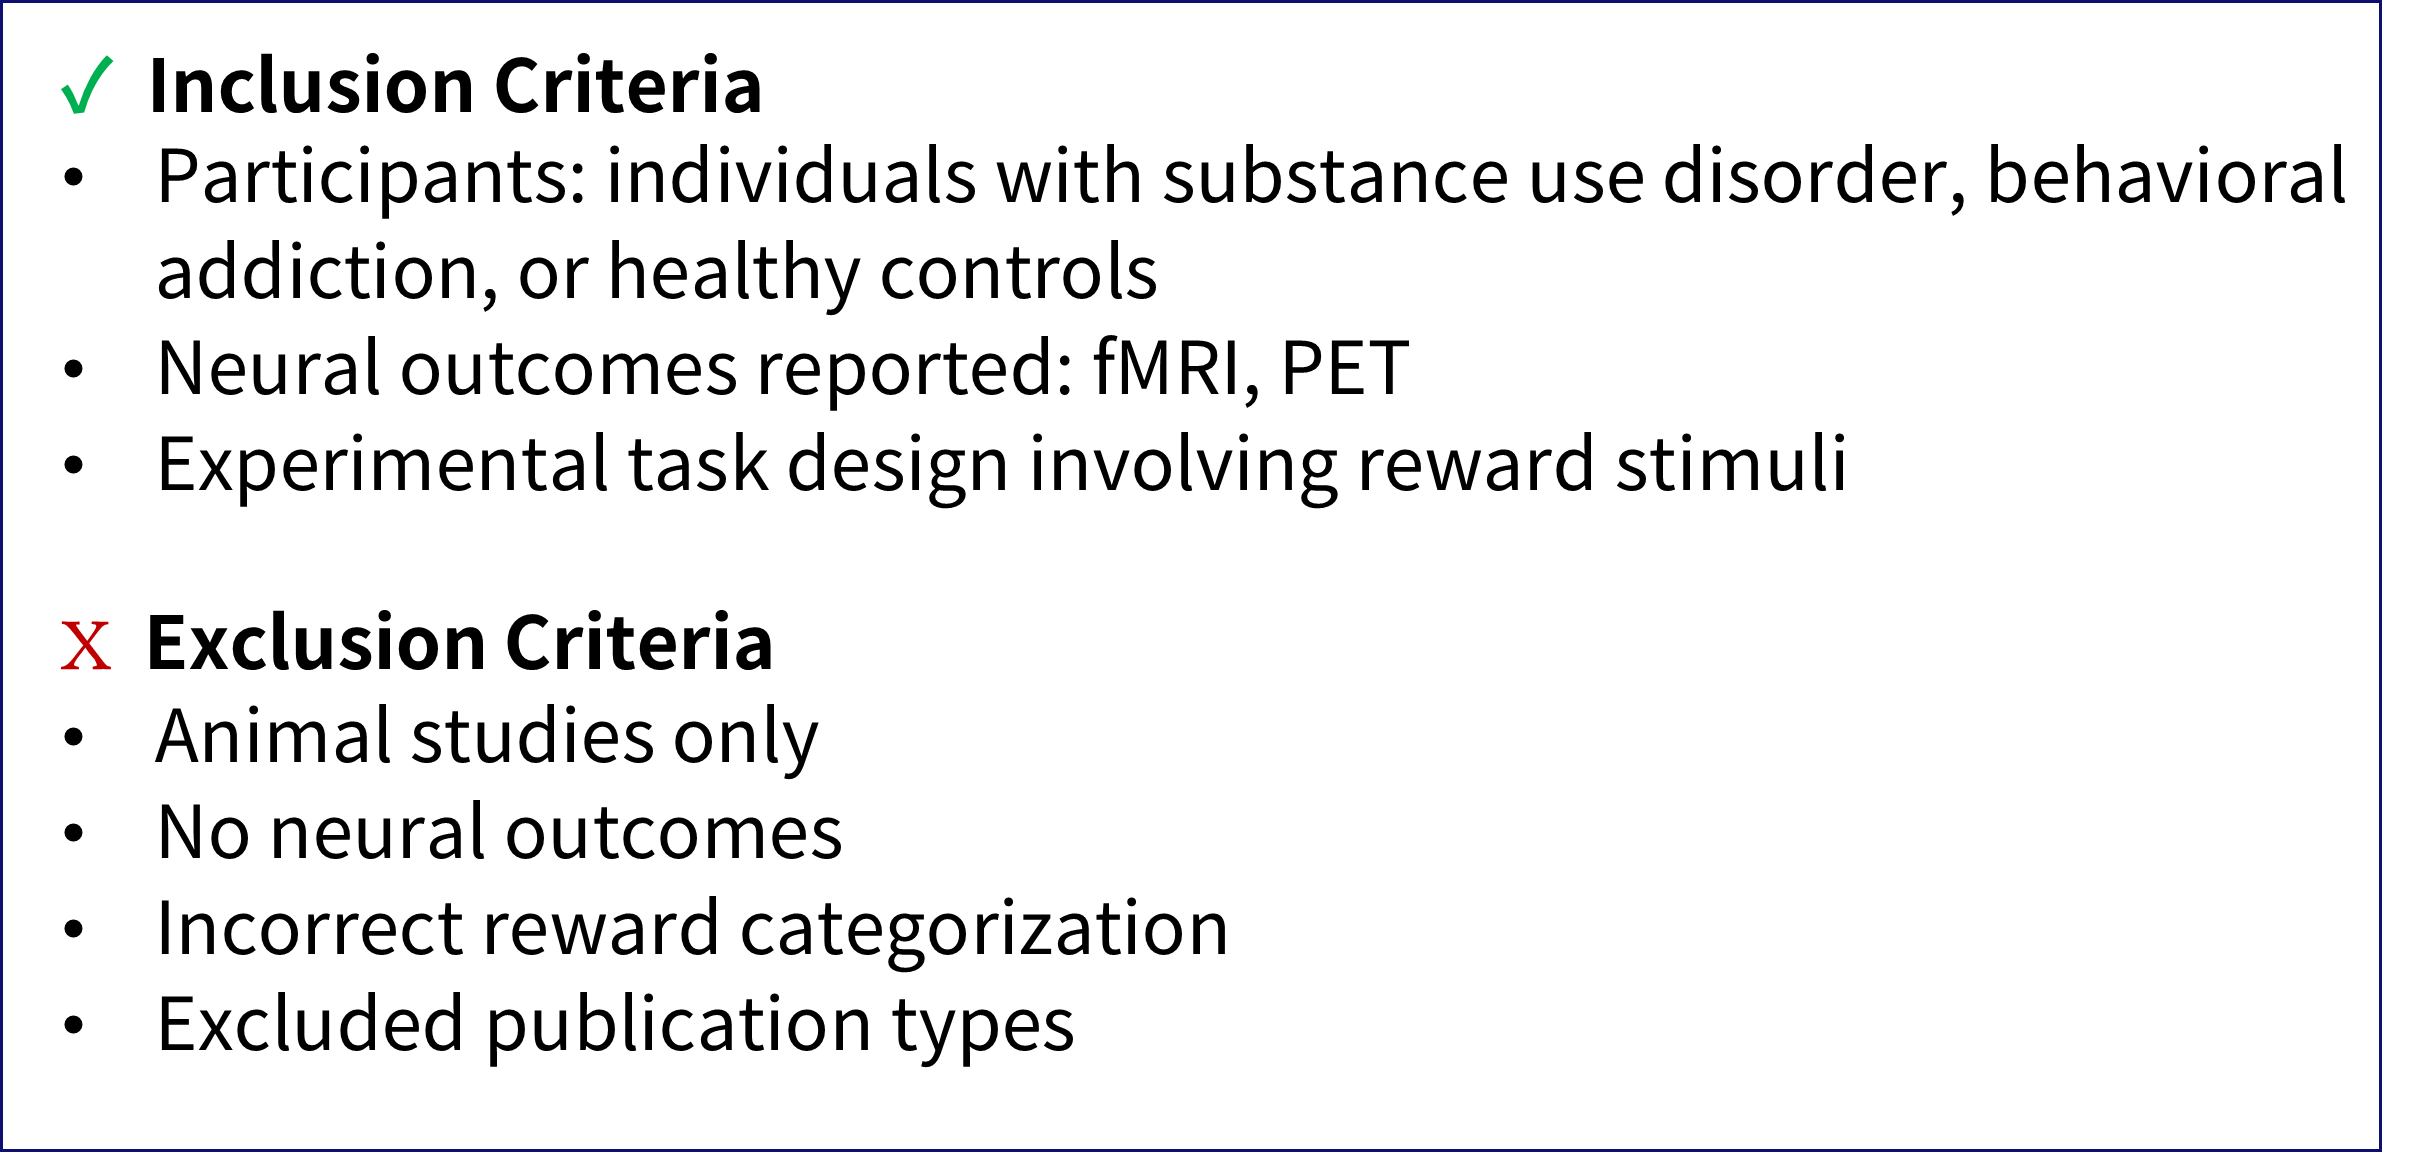 ✓ Inclusion Criteria
• Participants: individuals with substance use disorder, behavioral
addiction, or healthy controls
• Neural outcomes reported: fMRI, PET
• Experimental task design involving reward stimuli
X Exclusion Criteria
• Animal studies only
• No neural outcomes
• Incorrect reward categorization
• Excluded publication types